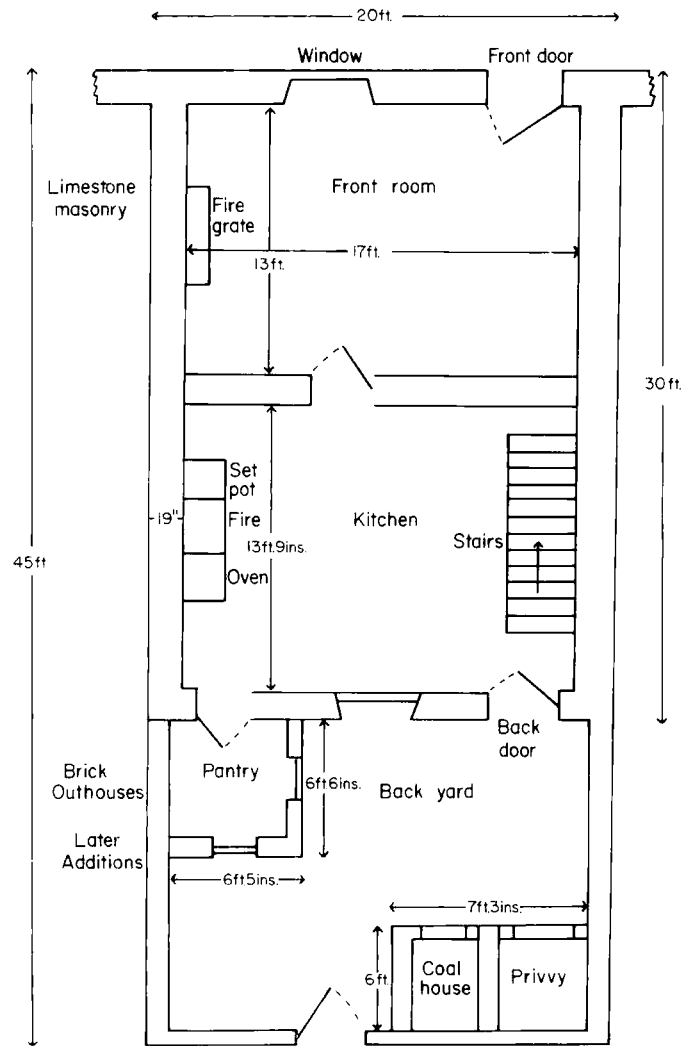 20ft.
Window
Front door
Limestone
masonry
Front room
Fire
grate
17ft.
13ft.
30ft.
Set
pot
19"
Fire
Kitchen
13ft.9ins.
Stairs
45ft
Oven
Back
door
Pantry
Brick
Outhouses
6ft.6ins.
Back yard
Later
Additions
6ft.5ins.
7ft.3ins.
Coal
house
Privvy
6ft.